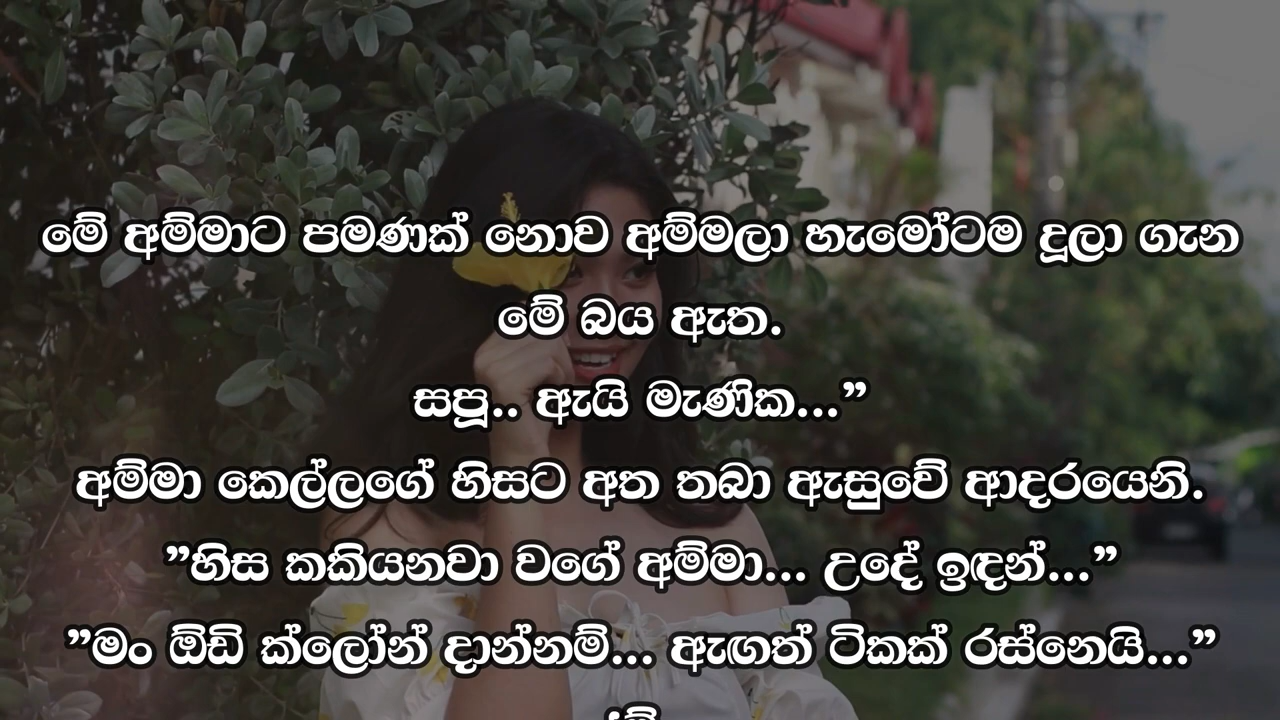 මේ අම්මාට පමණක් නොව අම්මලා හැමෝටම දූලා ගැන
මේ බය ඇත.
සපූ.. ඇයි මැණික...”
අම්මා කෙල්ලගේ හිසට අත තබා ඇසුවේ ආදරයෙනි.
”හිස කකියනවා වගේ අම්මා... උදේ ඉඳන්...”
”මං ඕඩි ක්ලෝන් දාන්නම්... ඇඟත් ටිකක් රස්නෙයි...”